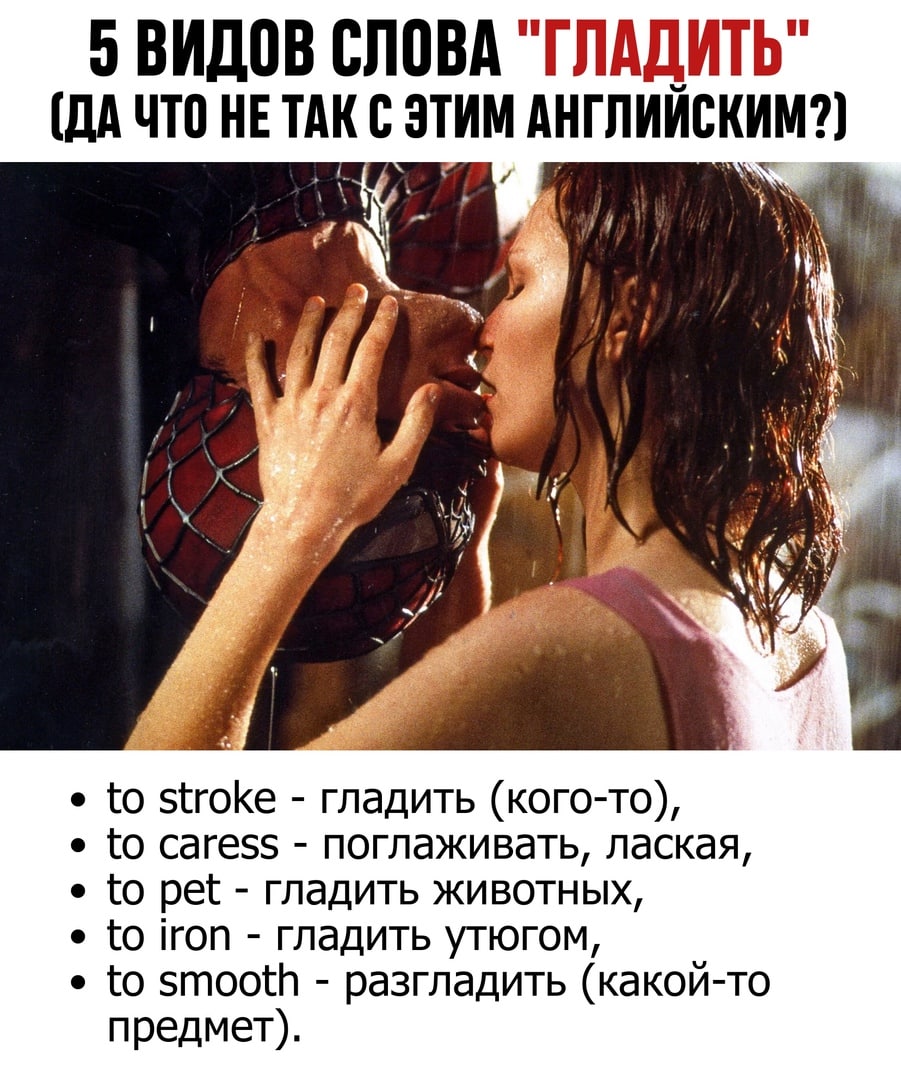 5 ВИДОВ СЛОВА "ГЛАДИТЬ"
(ДА ЧТО НЕ ТАК С ЭТИМ АНГЛИЙСКИМ?)
• to stroke - гладить (кого-то),
• to caress - поглаживать, лаская,
• to pet - гладить животных,
• to iron - гладить утюгом,
• to smooth - разгладить (какой-то
предмет).